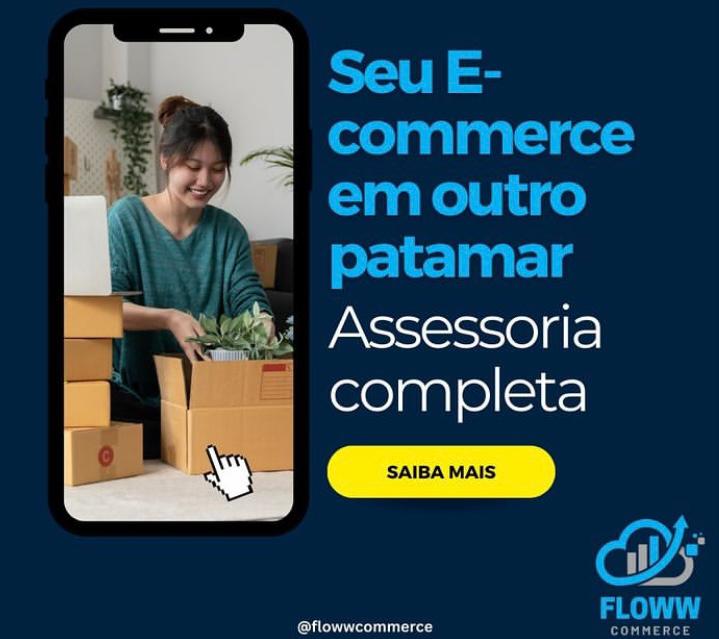 Seu E-
commerce
em outro
patamar
Assessoria
completa
SAIBA MAIS
FLOWW
COMMERCE
@flowwcommerce